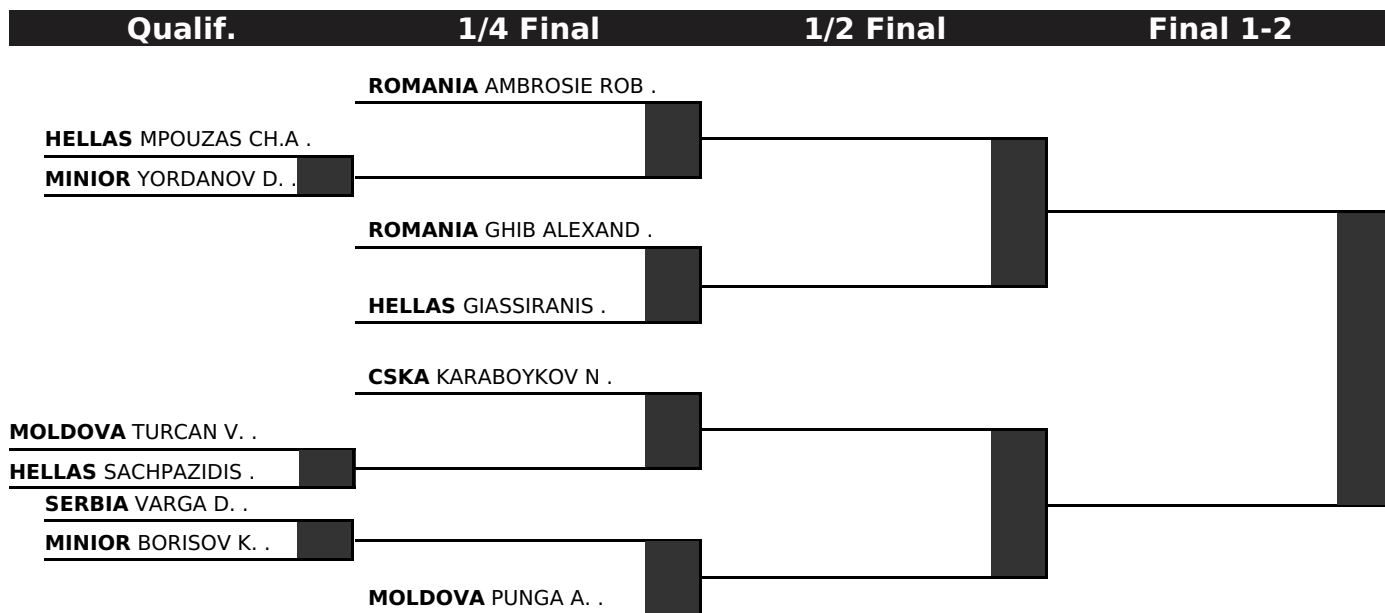 Qualif. 1/4 Final 1/2 Final Final 1-2
ROMANIA AMBROSIE ROB .
HELLAS MPOUZAS CH.A .
MINIOR YORDANOV D. .
ROMANIA GHIB ALEXAND .
HELLAS GIASSIRANIS .
CSKA KARABOYKOV N .
MOLDOVA TURCAN V. .
HELLAS SACHPAZIDIS .
SERBIA VARGA D. .
MINIOR BORISOV K. .
MOLDOVA PUNGA A. .